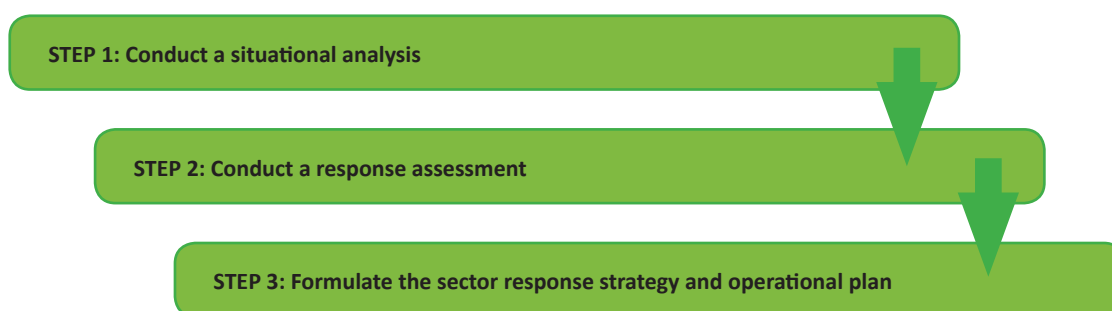 STEP 1: Conduct a situational analysis
STEP 2: Conduct a response assessment
STEP 3: Formulate the sector response strategy and operational plan